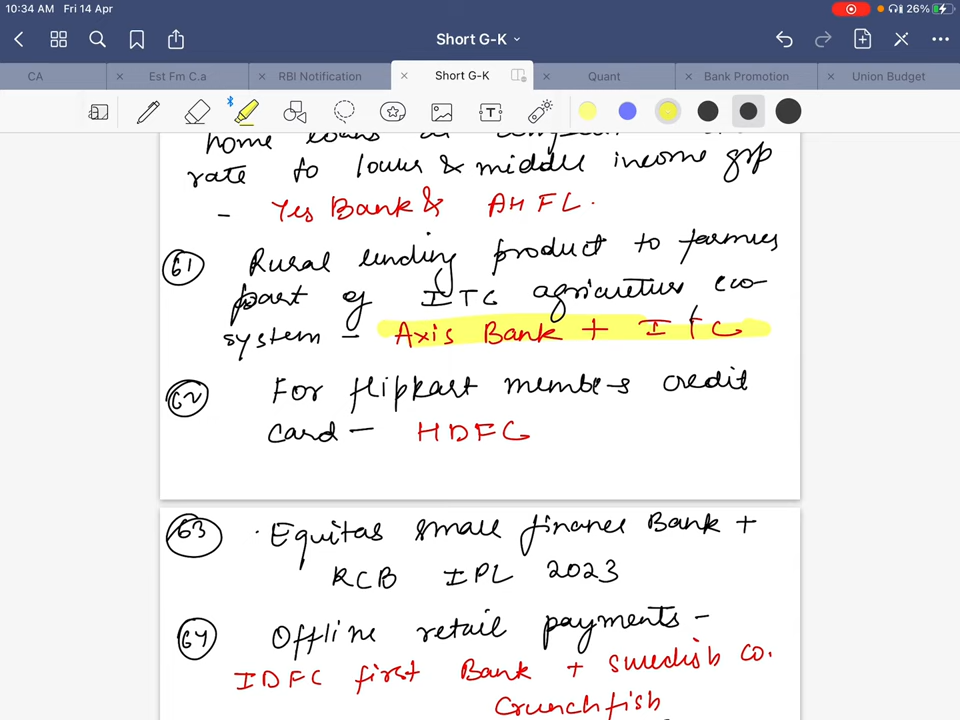 10:34 AM Fri 14 Apr
26%
Short G-K
CA
Est Fm C.a
RBI Notification
Short G-K
Quant
Bank Promotion
Union Budget
home loans at
rate to lower & middle income grp
- Yes Bank & AHFL.
61 Rural lending product to farmers
part of ITC agriculture eco-
system - Axis Bank + ITC
62 For flipkart members credit
card - HDFC
63 · Equitas small finance Bank +
RCB IPL 2023
64 Offline retail payments -
IDFC first Bank + Swedish co.
Crunchfish